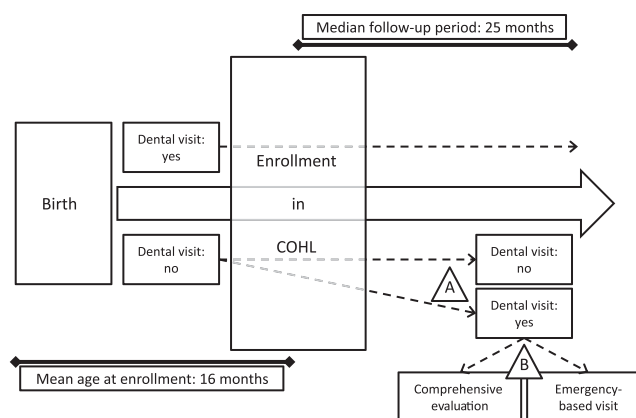 Median follow-up period: 25 months
Dental visit:
yes
Enrollment
Birth
in
Dental visit:
no
COHL
Dental visit:
no
A
Dental visit:
yes
Mean age at enrollment: 16 months
B
Comprehensive
evaluation
Emergency-
based visit